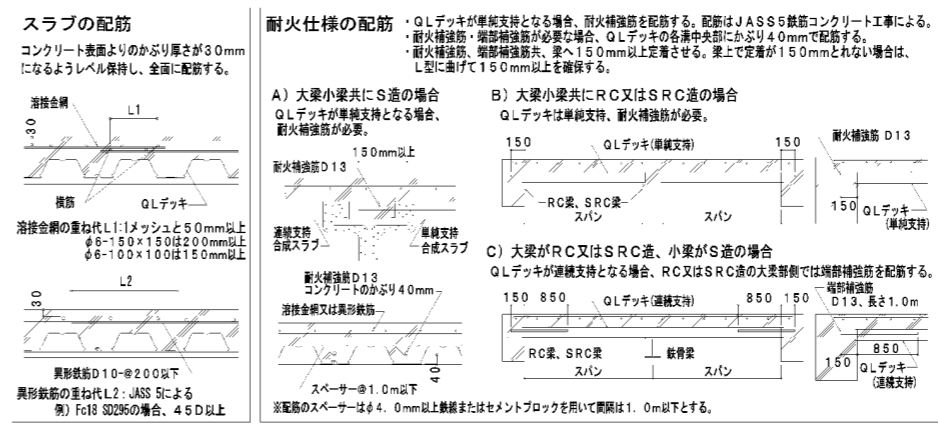 スラブの配筋
コンクリート表面よりのかぶり厚さが30mm
になるようレベル保持し、全面に配筋する。
溶接金網
L1
30
横筋
QLデッキ
溶接金網の重ね代L1:1メッシュと50mm以上
φ6-150×150は200mm以上
φ6-100×100は150mm以上
L2
30
異形鉄筋D10-@200以下
異形鉄筋の重ね代L2：JASS 5による
例）Fc18 SD295の場合、45D以上
耐火仕様の配筋
・QLデッキが単純支持となる場合、耐火補強筋を配筋する。配筋はJASS5鉄筋コンクリート工事による。
・耐火補強筋・端部補強筋が必要な場合、QLデッキの各溝中央部にかぶり40mmで配筋する。
・耐火補強筋、端部補強筋共、梁へ150mm以上定着させる。梁上で定着が150mmとれない場合は、
L型に曲げて150mm以上を確保する。
A）大梁小梁共にS造の場合
QLデッキが単純支持となる場合、
耐火補強筋が必要。
150mm以上
耐火補強筋D13
連続支持
合成スラブ
単純支持
合成スラブ
耐火補強筋D13
コンクリートのかぶり40mm
溶接金網又は異形鉄筋
40
スペーサー@1.0m以下
B）大梁小梁共にRC又はSRC造の場合
QLデッキは単純支持、耐火補強筋が必要。
150
QLデッキ(単純支持)
150
RC梁、SRC梁
スパン
スパン
耐火補強筋 D13
150
QLデッキ
(単純支持)
C）大梁がRC又はSRC造、小梁がS造の場合
QLデッキが連続支持となる場合、RC又はSRC造の大梁部側では端部補強筋を配筋する。
150 850
QLデッキ(連続支持)
850 150
RC梁、SRC梁
鉄骨梁
スパン
スパン
端部補強筋
D13、長さ1.0m
150
850
QLデッキ
(連続支持)
※配筋のスペーサーはφ4.0mm以上鉄線またはセメントブロックを用いて間隔は1.0m以下とする。